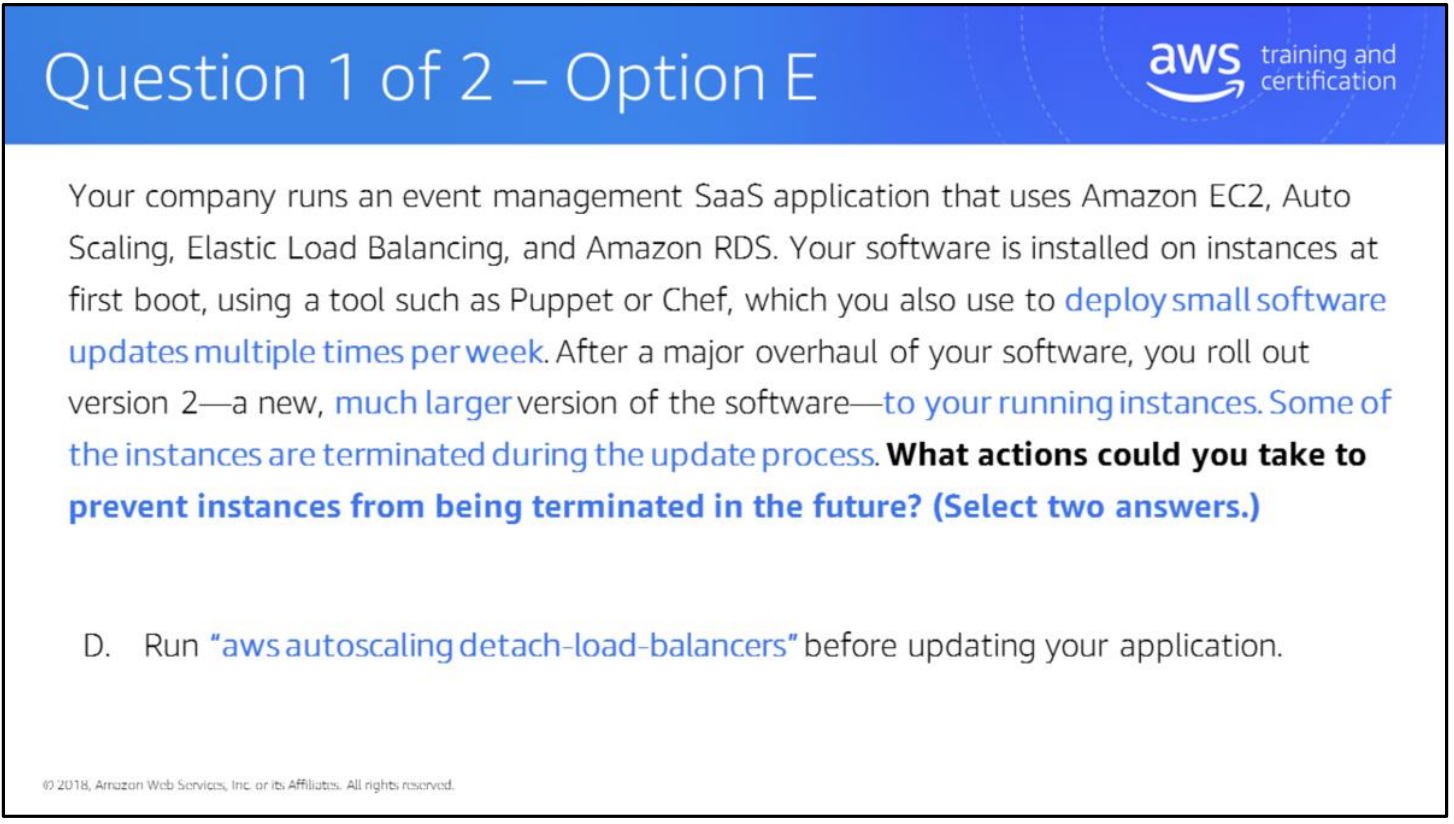 Question 1 of 2 – Option E
aws training and
certification
Your company runs an event management SaaS application that uses Amazon EC2, Auto
Scaling, Elastic Load Balancing, and Amazon RDS. Your software is installed on instances at
first boot, using a tool such as Puppet or Chef, which you also use to deploy small software
updates multiple times per week. After a major overhaul of your software, you roll out
version 2—a new, much larger version of the software—to your running instances. Some of
the instances are terminated during the update process. What actions could you take to
prevent instances from being terminated in the future? (Select two answers.)
D. Run “aws autoscaling detach-load-balancers” before updating your application.
© 2018, Amazon Web Services, Inc. or its Affiliates. All rights reserved.